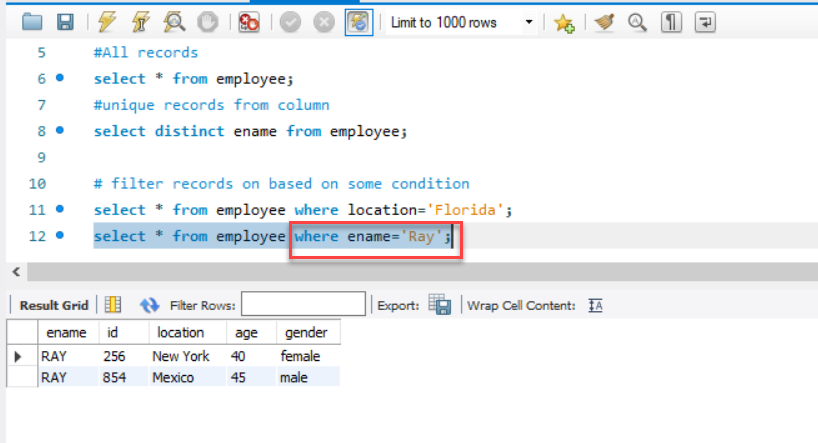 Limit to 1000 rows
5 #All records
6 select * from employee;
7 #unique records from column
8 select distinct ename from employee;
9
10 # filter records on based on some condition
11 select * from employee where location='Florida';
12 select * from employee where ename='Ray';
Result Grid Filter Rows: Export: Wrap Cell Content: IA
ename id location age gender
RAY 256 New York 40 female
RAY 854 Mexico 45 male